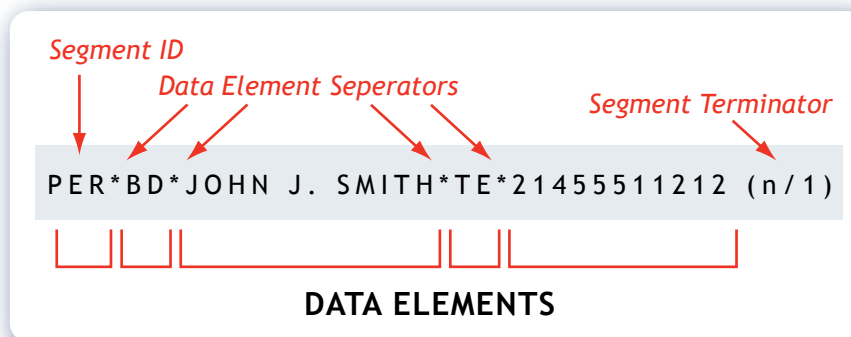 Segment ID
Data Element Seperators
Segment Terminator
PER*BD*JOHN J. SMITH*TE*21455511212 (n/1)
DATA ELEMENTS